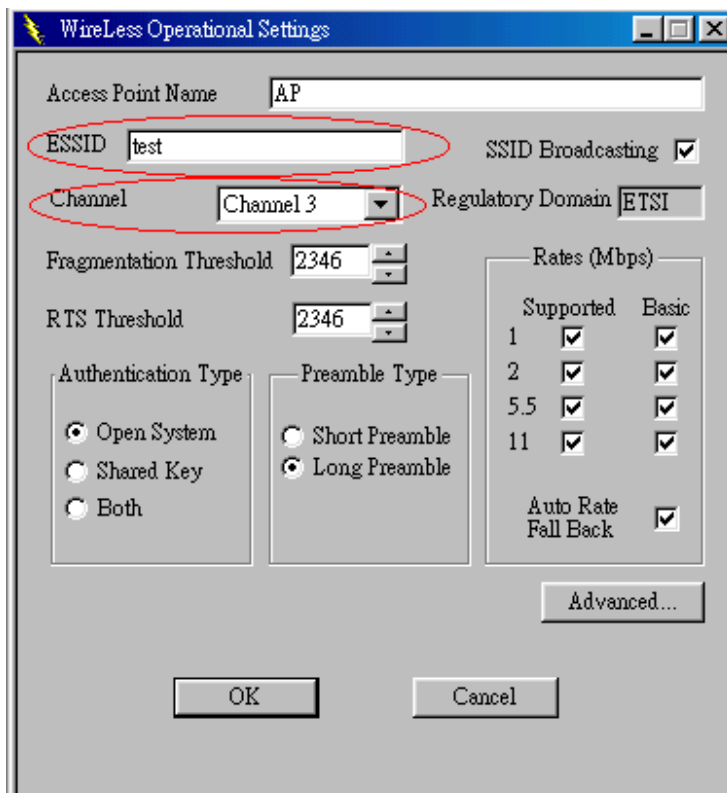 WireLess Operational Settings
Access Point Name AP
ESSID test SSID Broadcasting
Channel Channel 3 Regulatory Domain ETSI
Fragmentation Threshold 2346
RTS Threshold 2346
Rates (Mbps)
Supported Basic
1
2
5.5
11
Auto Rate
Fall Back
Authentication Type
Open System
Shared Key
Both
Preamble Type
Short Preamble
Long Preamble
Advanced...
OK Cancel